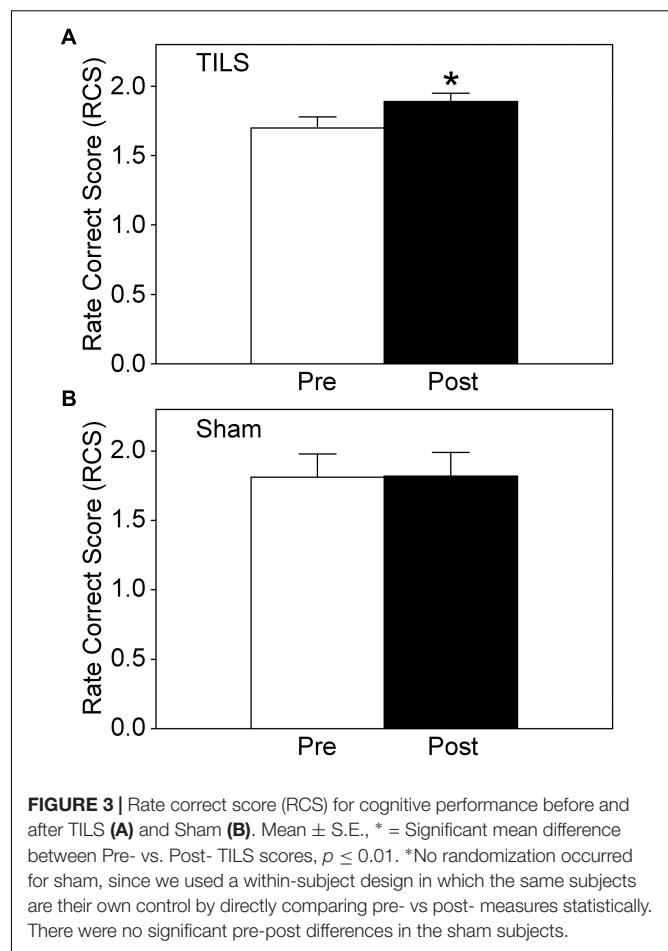 A
TILS
*
Rate Correct Score (RCS)
2.0
1.5
1.0
0.5
0.0
Pre Post
B
Sham
Rate Correct Score (RCS)
2.0
1.5
1.0
0.5
0.0
Pre Post
FIGURE 3 | Rate correct score (RCS) for cognitive performance before and
after TILS (A) and Sham (B). Mean ± S.E., * = Significant mean difference
between Pre- vs. Post- TILS scores, p ≤ 0.01. *No randomization occurred
for sham, since we used a within-subject design in which the same subjects
are their own control by directly comparing pre- vs post- measures statistically.
There were no significant pre-post differences in the sham subjects.